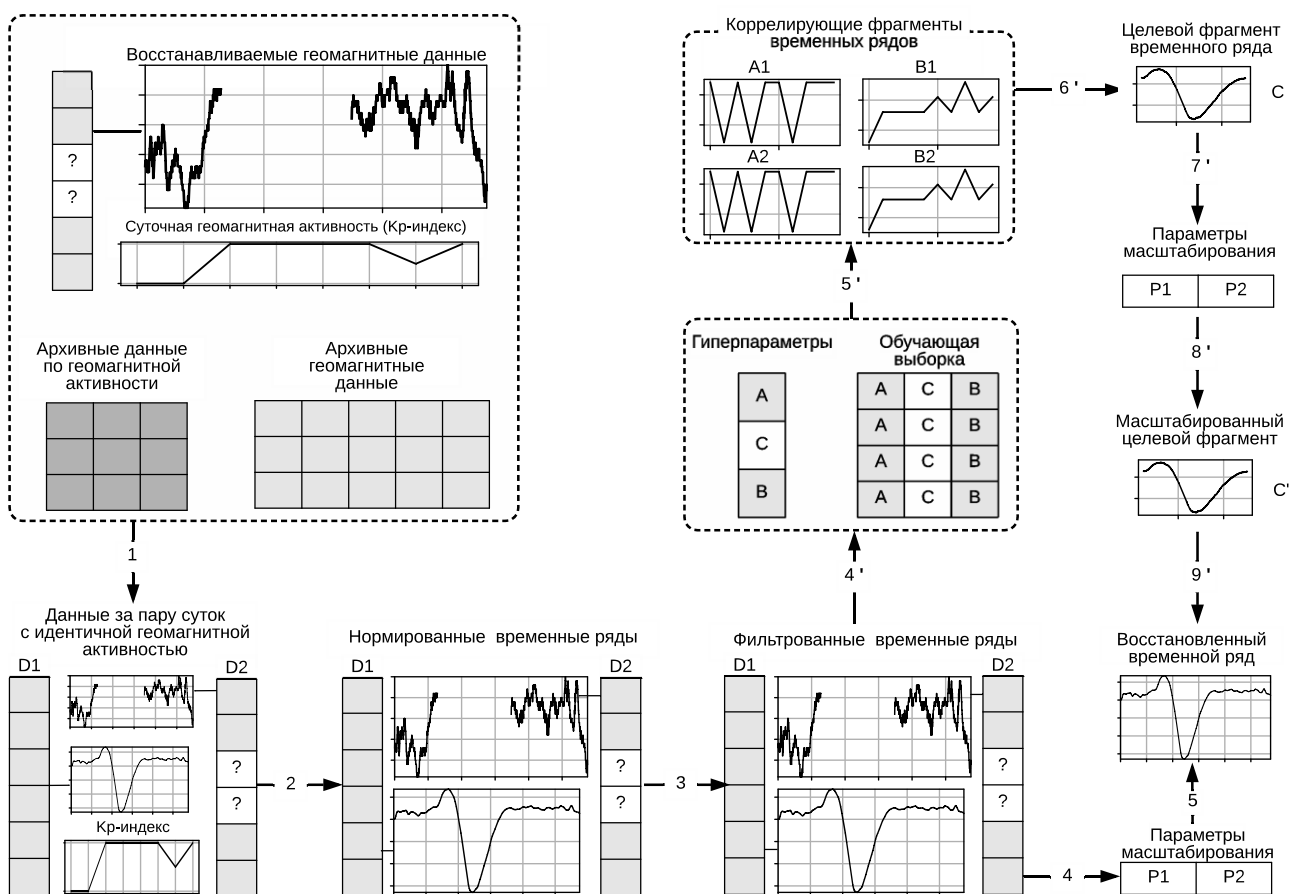 Восстанавливаемые геомагнитные данные
?
?
Суточная геомагнитная активность (Kp-индекс)
Архивные данные
по геомагнитной
активности
Архивные
геомагнитные
данные
1
Данные за пару суток
с идентичной геомагнитной
активностью
D1
D2
?
?
Kp-индекс
2
Нормированные временные ряды
D1
D2
?
?
3
Фильтрованные временные ряды
D1
D2
?
?
4 '
Гиперпараметры
A
C
B
Обучающая
выборка
A C B
A C B
A C B
A C B
5 '
Коррелирующие фрагменты
временных рядов
A1 B1
A2 B2
6 '
Целевой фрагмент
временного ряда
C
7 '
Параметры
масштабирования
P1 P2
8 '
Масштабированный
целевой фрагмент
C'
9 '
Восстановленный
временной ряд
5
4
Параметры
масштабирования
P1 P2